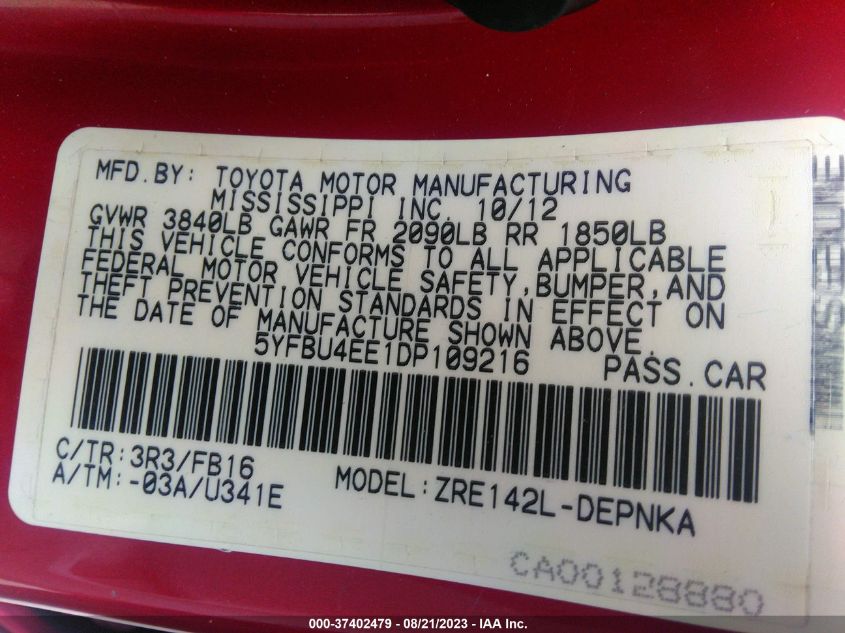 MFD.BY: TOYOTA MOTOR MANUFACTURING
MISSISSIPPI INC. 10/12
GVWR 3840LB GAWR FR 2090LB RR 1850LB
THIS VEHICLE CONFORMS TO ALL APPLICABLE
FEDERAL MOTOR VEHICLE SAFETY,BUMPER,AND
THEFT PREVENTION STANDARDS IN EFFECT ON
THE DATE OF MANUFACTURE SHOWN ABOVE.
5YFBU4EE1DP109216 PASS.CAR
C/TR:3R3/FB16
A/TM:-03A/U341E MODEL:ZRE142L-DEPNKA
CA00128880
000-37402479 - 08/21/2023 - IAA Inc.